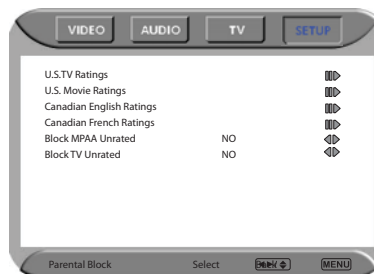 VIDEO AUDIO TV SETUP
U.S.TV Ratings
U.S. Movie Ratings
Canadian English Ratings
Canadian French Ratings
Block MPAA Unrated NO
Block TV Unrated NO
Parental Block Select MENU